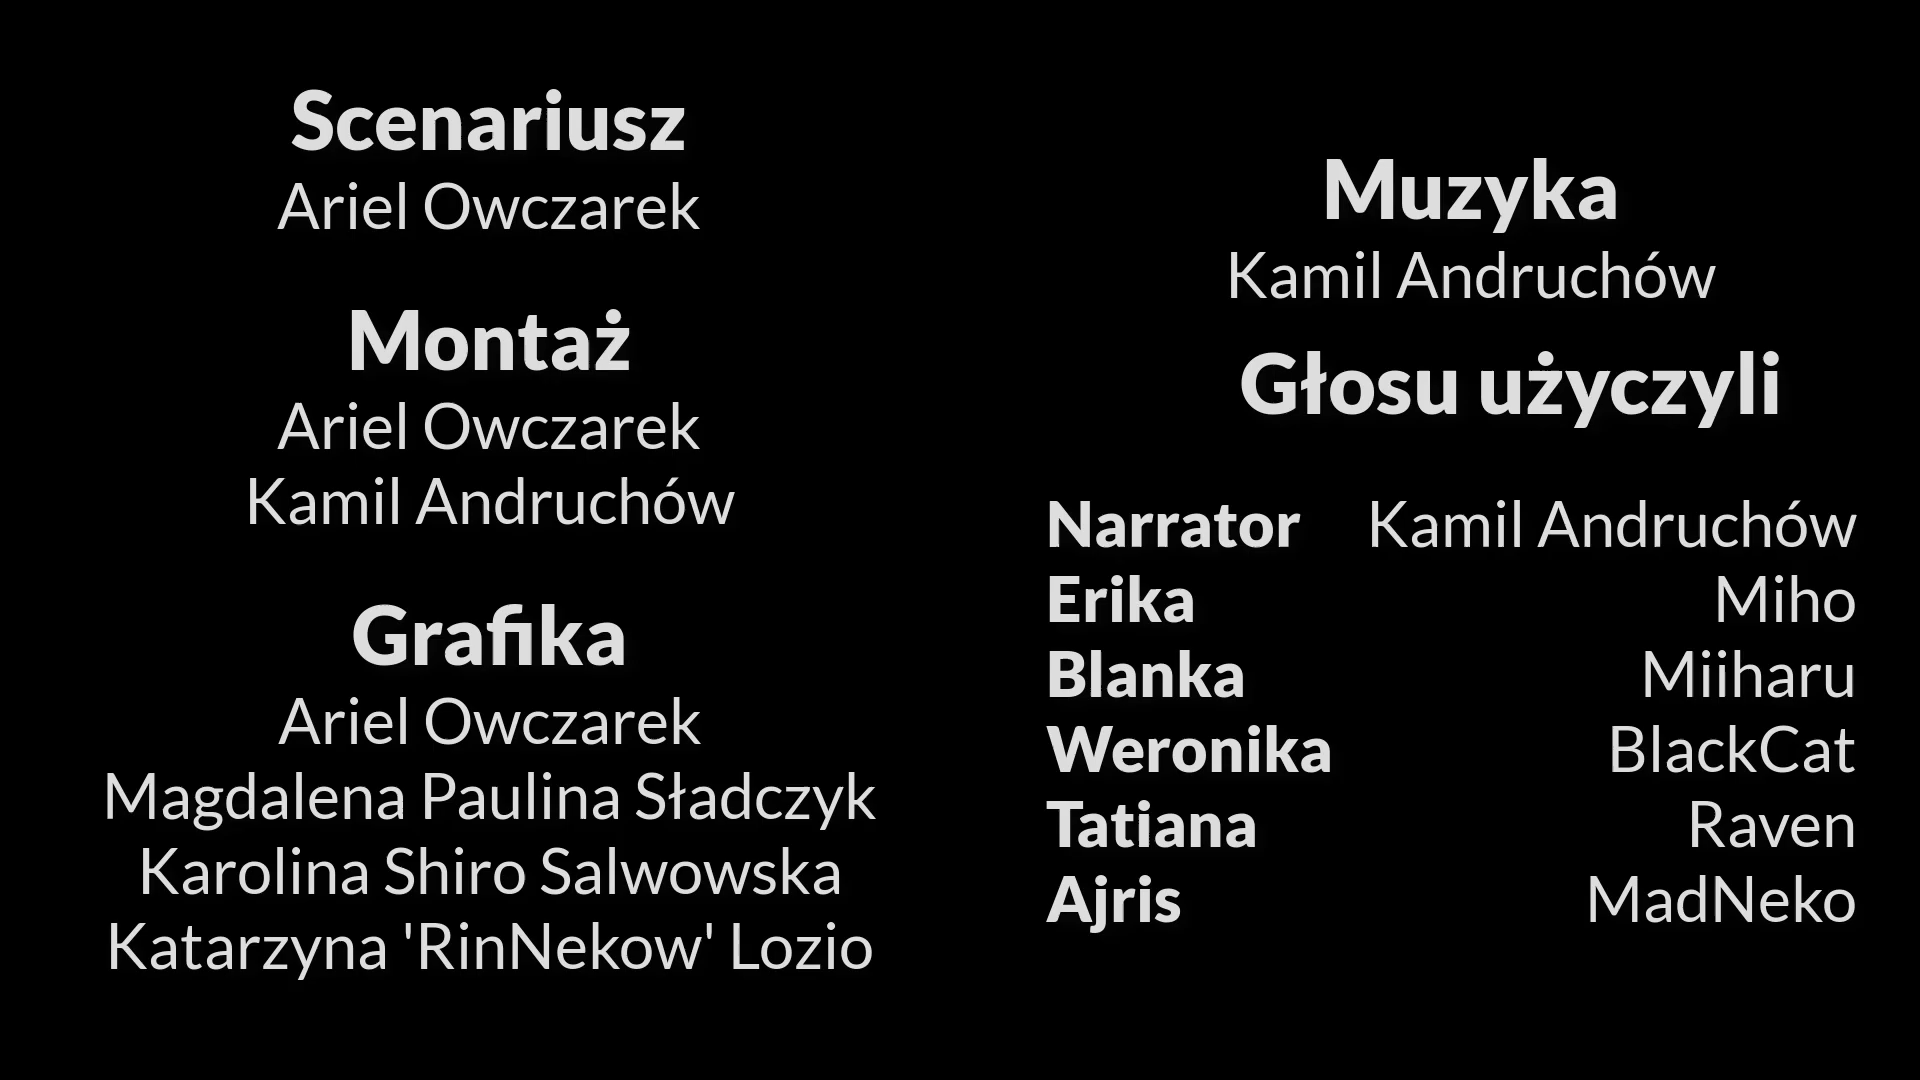 Scenariusz
Ariel Owczarek
Montaż
Ariel Owczarek
Kamil Andruchów
Grafika
Ariel Owczarek
Magdalena Paulina Sładczyk
Karolina Shiro Salwowska
Katarzyna 'RinNekow' Lozio
Muzyka
Kamil Andruchów
Głosu użyczyli
Narrator Kamil Andruchów
Erika Miho
Blanka Miiharu
Weronika BlackCat
Tatiana Raven
Ajris MadNeko